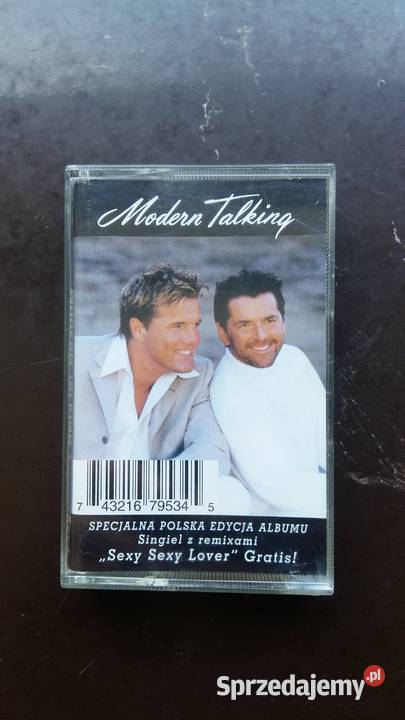 Modern Talking
7 43216 79534 5
SPECJALNA POLSKA EDYCJA ALBUMU
Singiel z remixami
„Sexy Sexy Lover” Gratis!
Sprzedajemy.pl